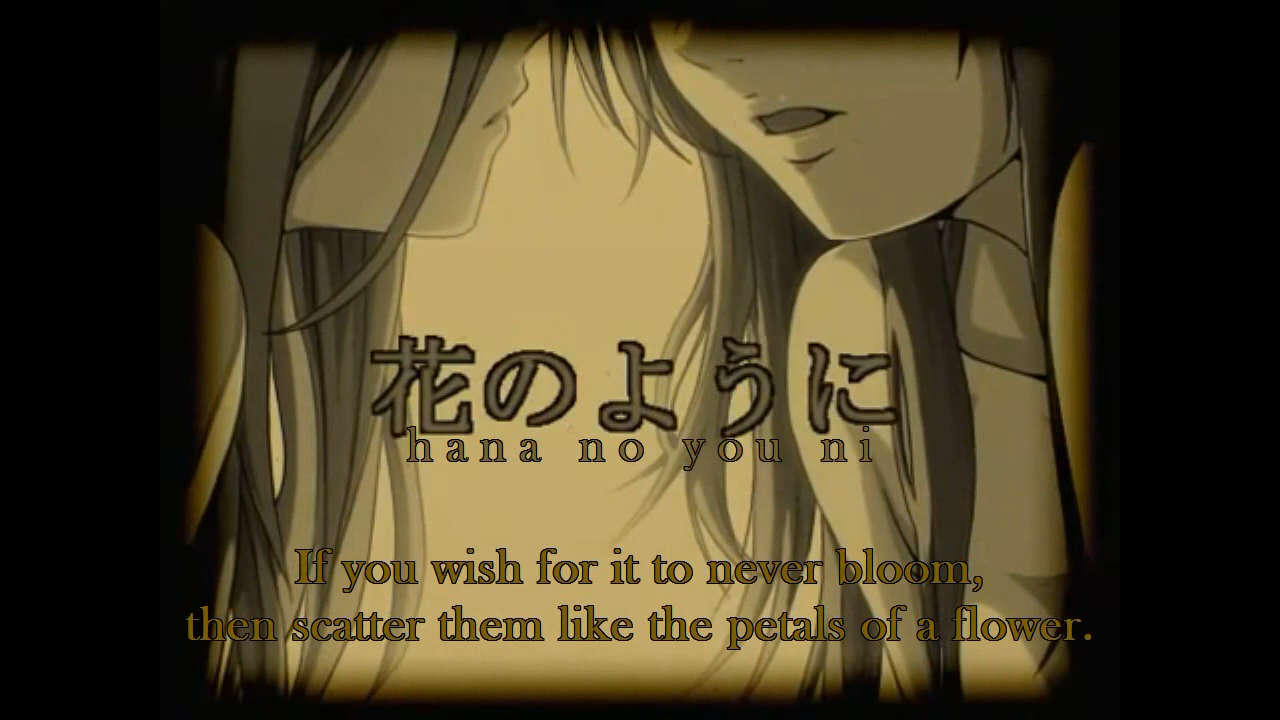 花のように
hana no you ni
If you wish for it to never bloom,
then scatter them like the petals of a flower.